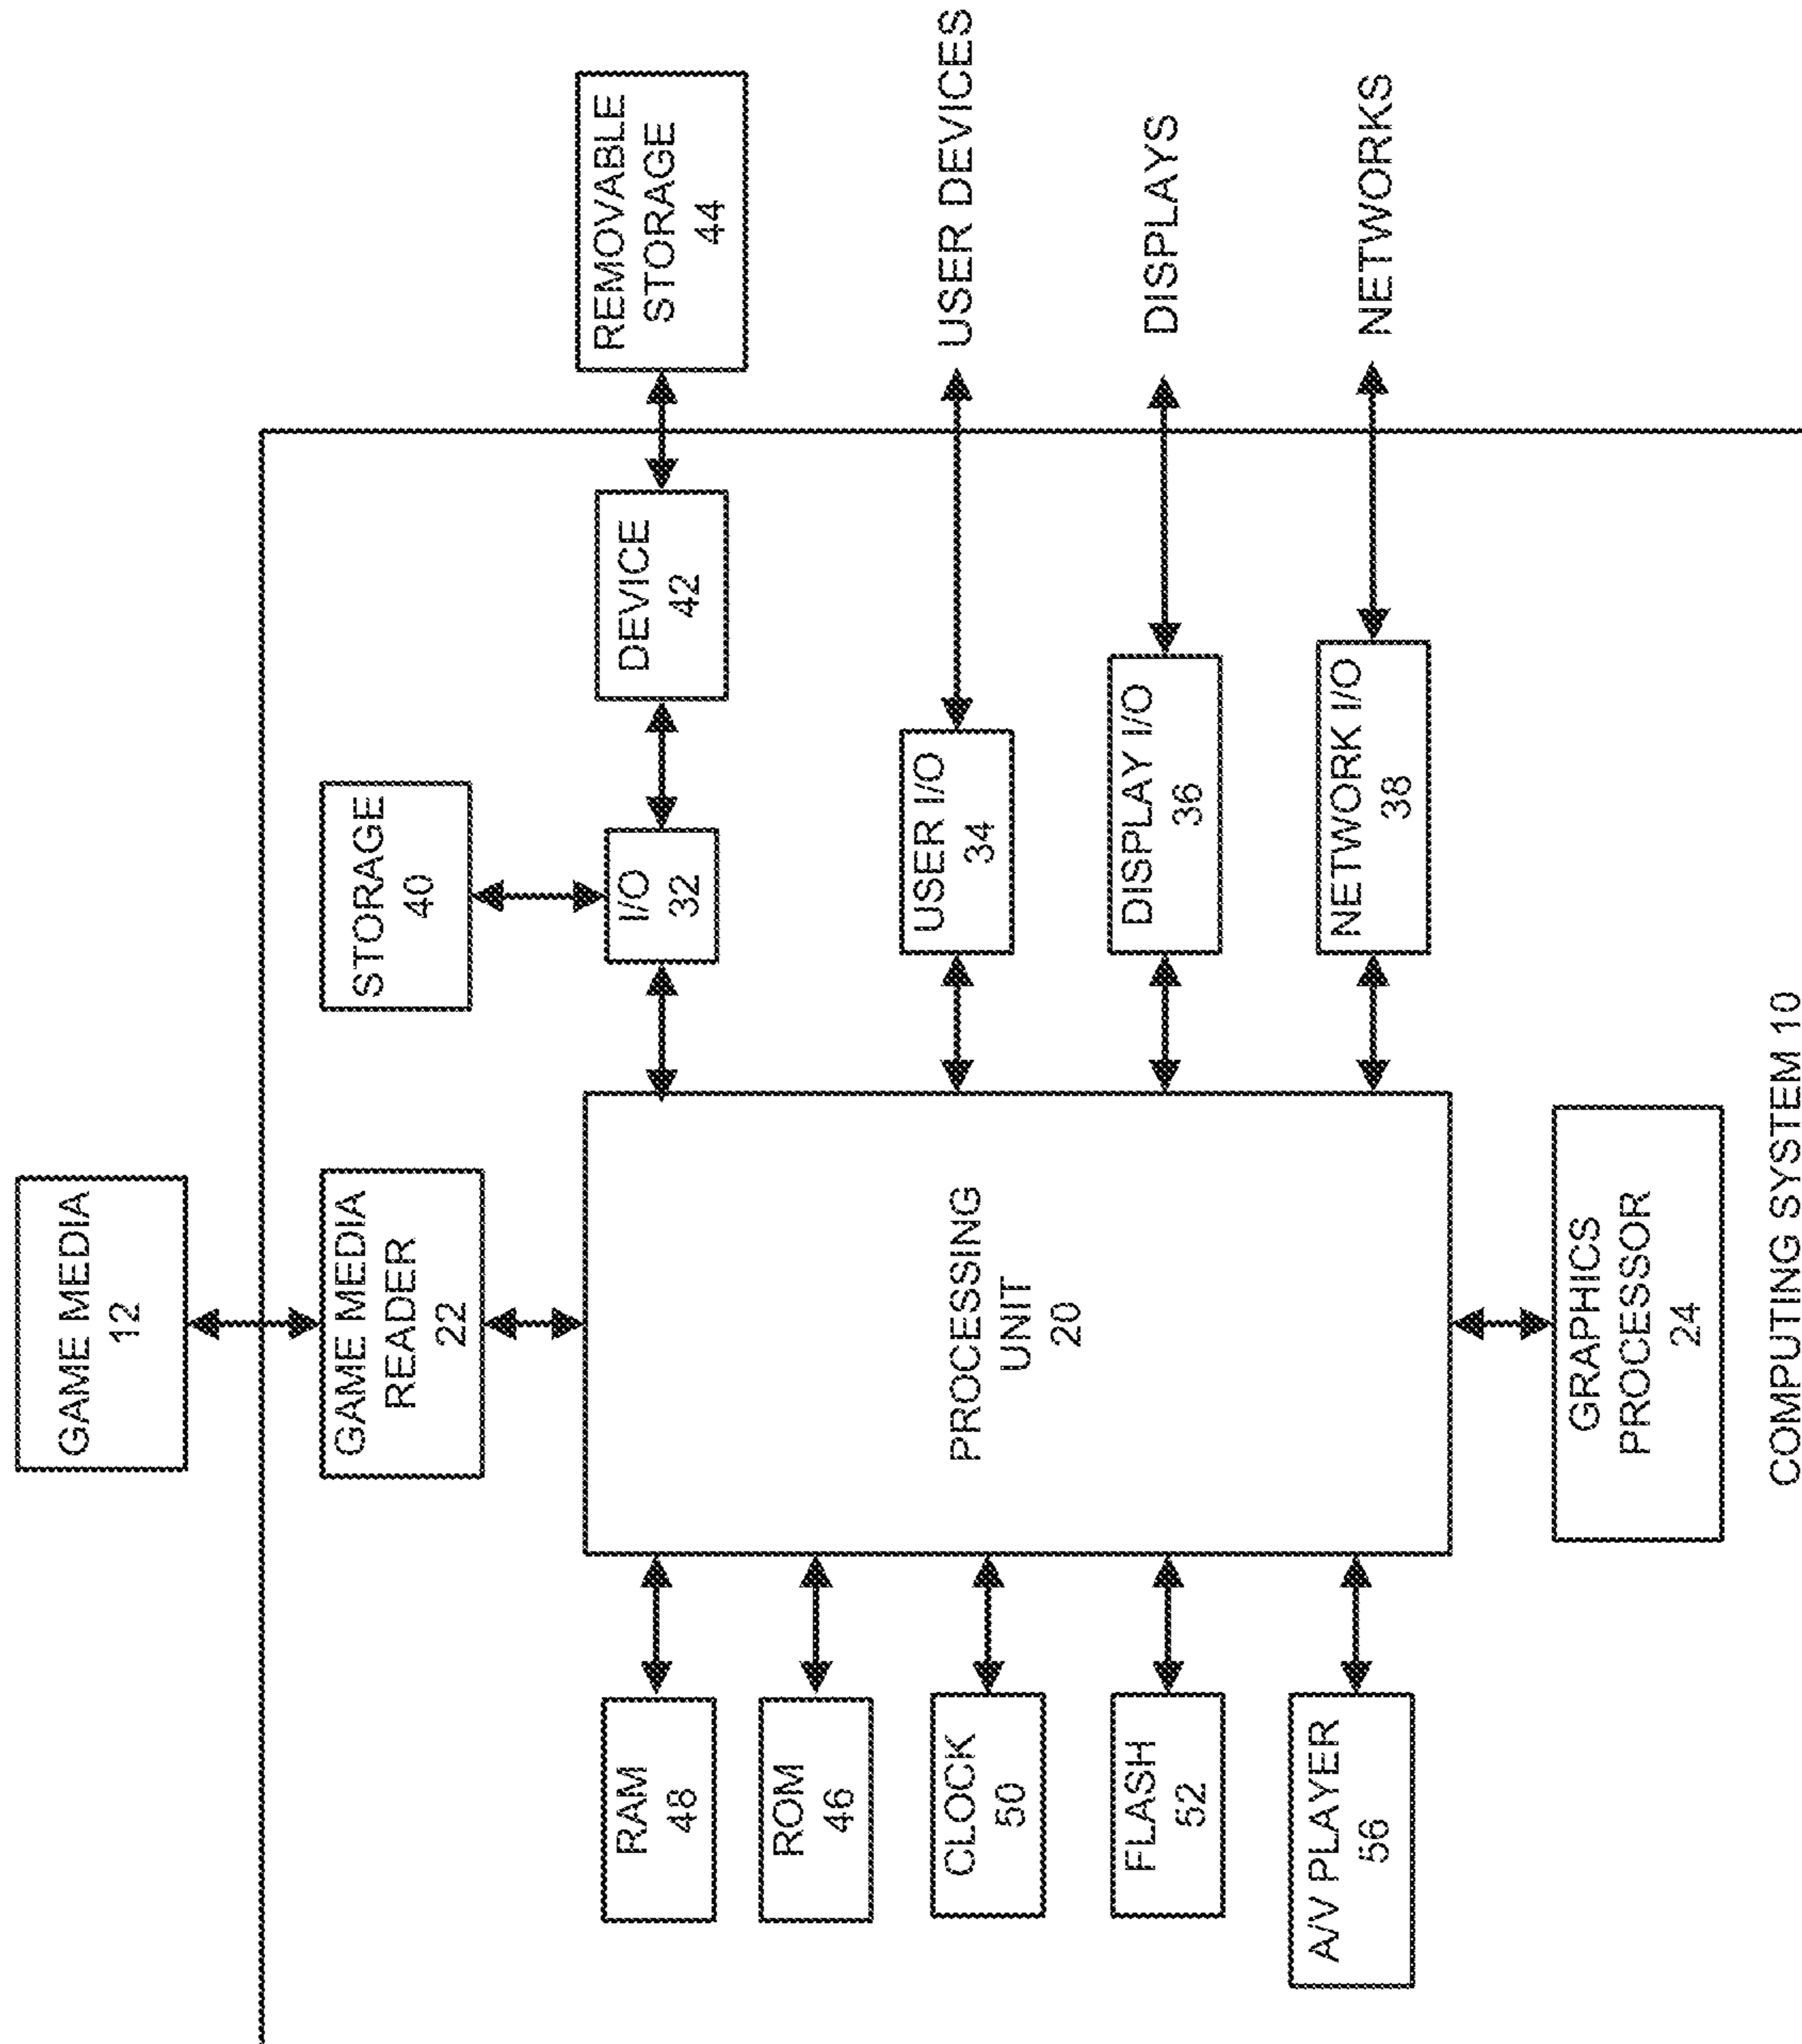 GAME MEDIA
12
GAME MEDIA
READER
22
STORAGE
40
RAM
48
ROM
46
CLOCK
50
FLASH
52
A/V PLAYER
56
PROCESSING
UNIT
20
I/O
32
DEVICE
42
REMOVABLE
STORAGE
44
USER I/O
34
USER DEVICES
DISPLAY I/O
36
DISPLAYS
NETWORK I/O
38
NETWORKS
GRAPHICS
PROCESSOR
24
COMPUTING SYSTEM 10